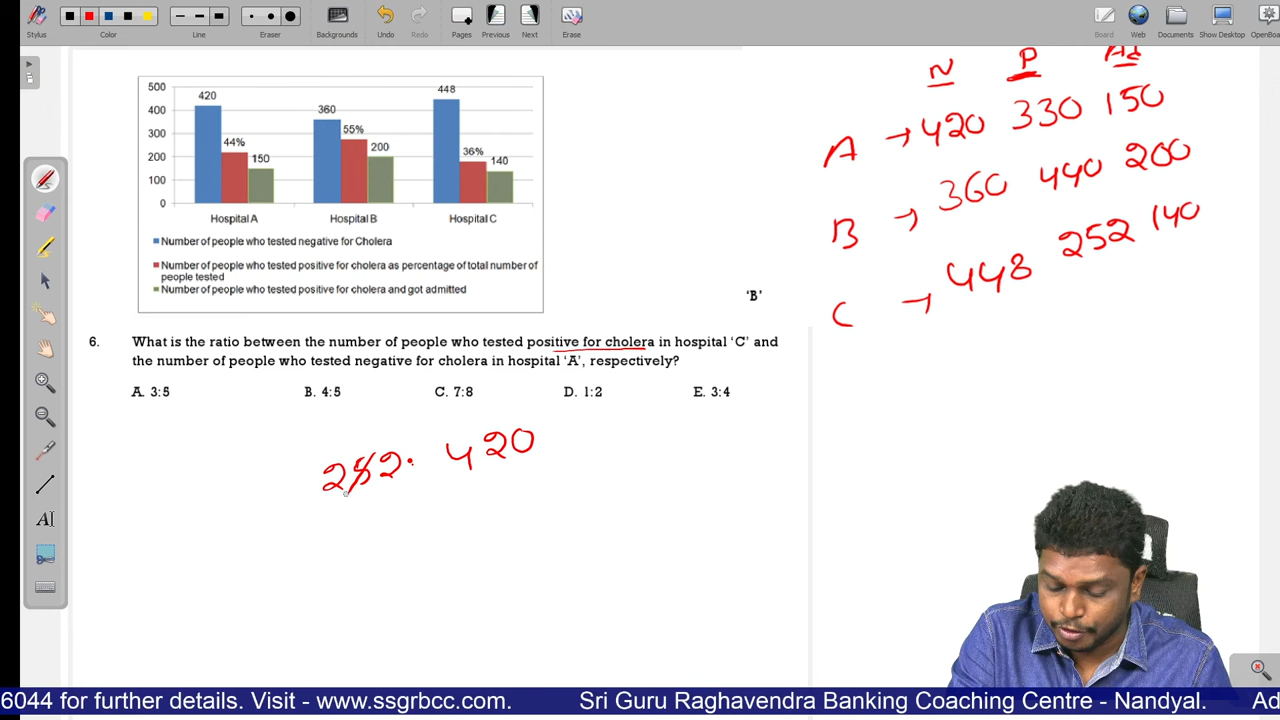 Stylus Color Line Eraser Backgrounds Undo Redo Pages Previous Next Erase Board Web Documents Show Desktop OpenBoa
N P Ad
A → 420 330 150
B → 360 440 200
C → 448 252 140
500
400
300
200
100
0
420 44% 150
360 55% 200
448 36% 140
Hospital A Hospital B Hospital C
Number of people who tested negative for Cholera
Number of people who tested positive for cholera as percentage of total number of
people tested
Number of people who tested positive for cholera and got admitted
‘B’
6. What is the ratio between the number of people who tested positive for cholera in hospital ‘C’ and
the number of people who tested negative for cholera in hospital ‘A’, respectively?
A. 3:5 B. 4:5 C. 7:8 D. 1:2 E. 3:4
252 : 420
6044 for further details. Visit - www.ssgrbcc.com. Sri Guru Raghavendra Banking Coaching Centre - Nandyal. Ad